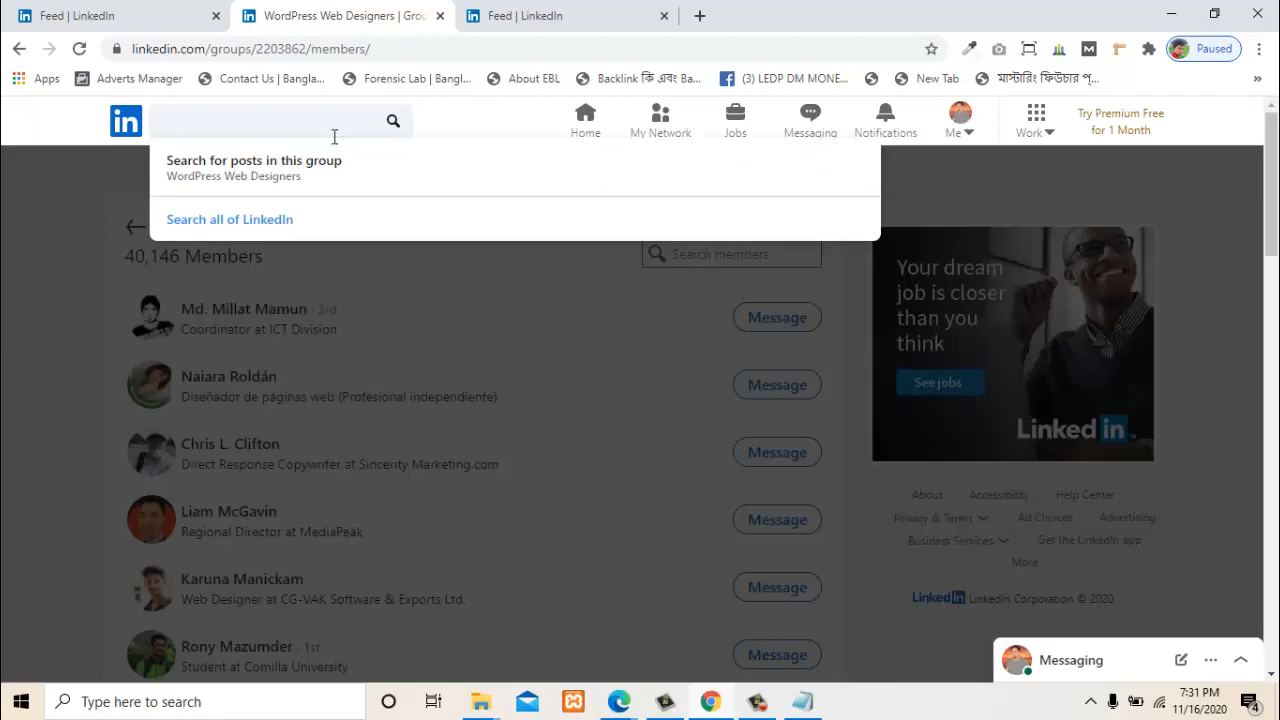 Feed | LinkedIn
WordPress Web Designers | Grou
Feed | LinkedIn
linkedin.com/groups/2203862/members/
Paused
Apps
Adverts Manager
Contact Us | Bangla...
Forensic Lab | Bangl...
About EBL
Backlink কি এবং Ba...
(3) LEDP DM MONE...
New Tab
মাস্টারিং ফিউচার প্...
»
in
Home
My Network
Jobs
Messaging
Notifications
Me
Work
Try Premium Free
for 1 Month
Search for posts in this group
WordPress Web Designers
Search all of LinkedIn
40,146 Members
Search members
Md. Millat Mamun · 3rd
Coordinator at ICT Division
Message
Naiara Roldán
Diseñador de páginas web (Profesional independiente)
Message
Chris L. Clifton
Direct Response Copywriter at Sincerity Marketing.com
Message
Liam McGavin
Regional Director at MediaPeak
Message
Karuna Manickam
Web Designer at CG-VAK Software & Exports Ltd.
Message
Rony Mazumder · 1st
Student at Comilla University
Message
Your dream
job is closer
than you
think
See jobs
Linked in
About
Accessibility
Help Center
Privacy & Terms
Ad Choices
Advertising
Business Services
Get the LinkedIn app
More
Linked in LinkedIn Corporation © 2020
Messaging
Type here to search
7:31 PM
11/16/2020
4